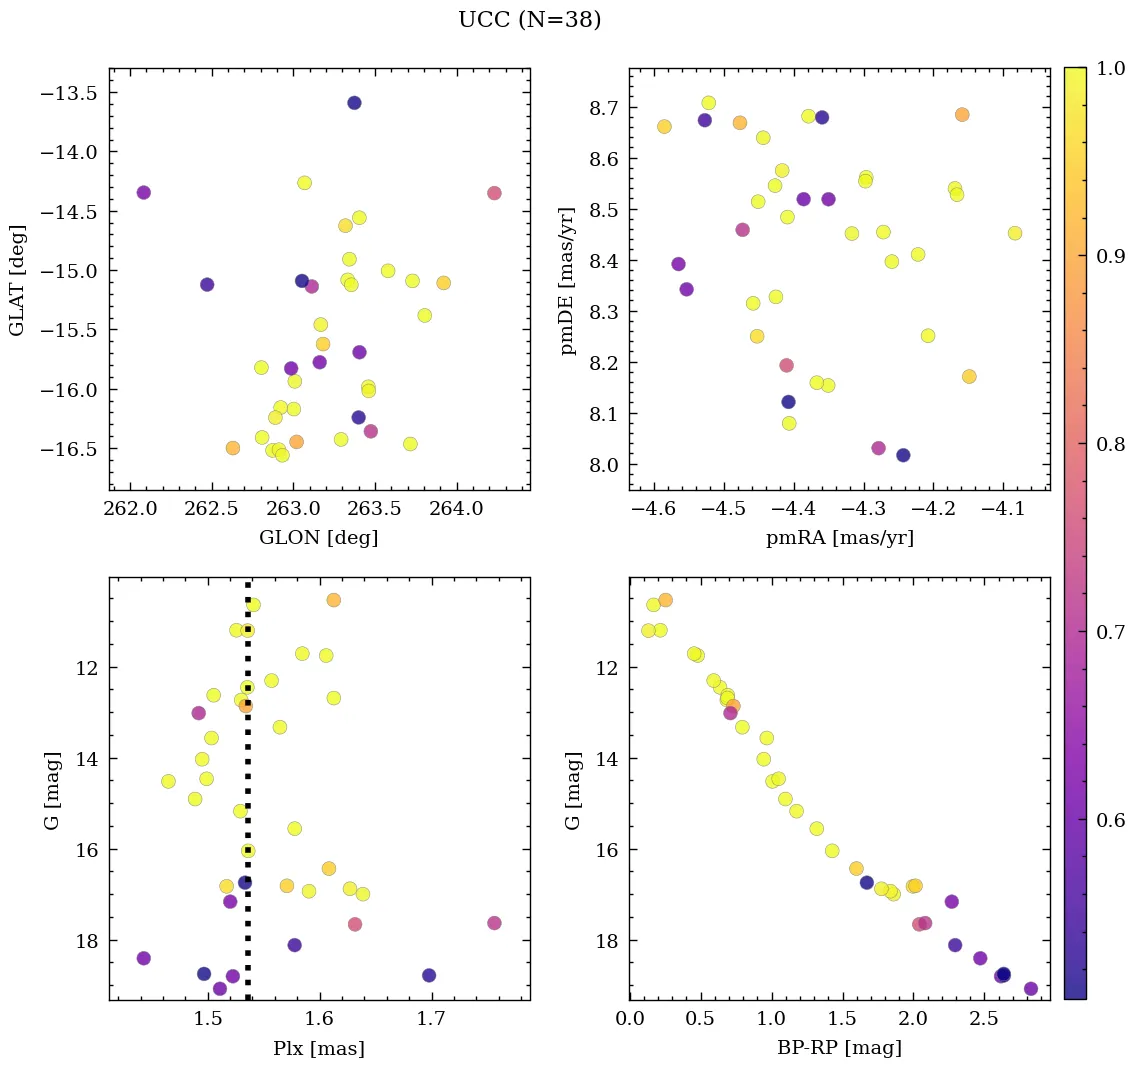 UCC (N=38)
−13.5
−14.0
−14.5
−15.0
−15.5
−16.0
−16.5
GLAT [deg]
262.0 262.5 263.0 263.5 264.0
GLON [deg]
8.7
8.6
8.5
8.4
8.3
8.2
8.1
8.0
pmDE [mas/yr]
−4.6 −4.5 −4.4 −4.3 −4.2 −4.1
pmRA [mas/yr]
12
14
16
18
G [mag]
1.5 1.6 1.7
Plx [mas]
12
14
16
18
G [mag]
0.0 0.5 1.0 1.5 2.0 2.5
BP-RP [mag]
1.0
0.9
0.8
0.7
0.6